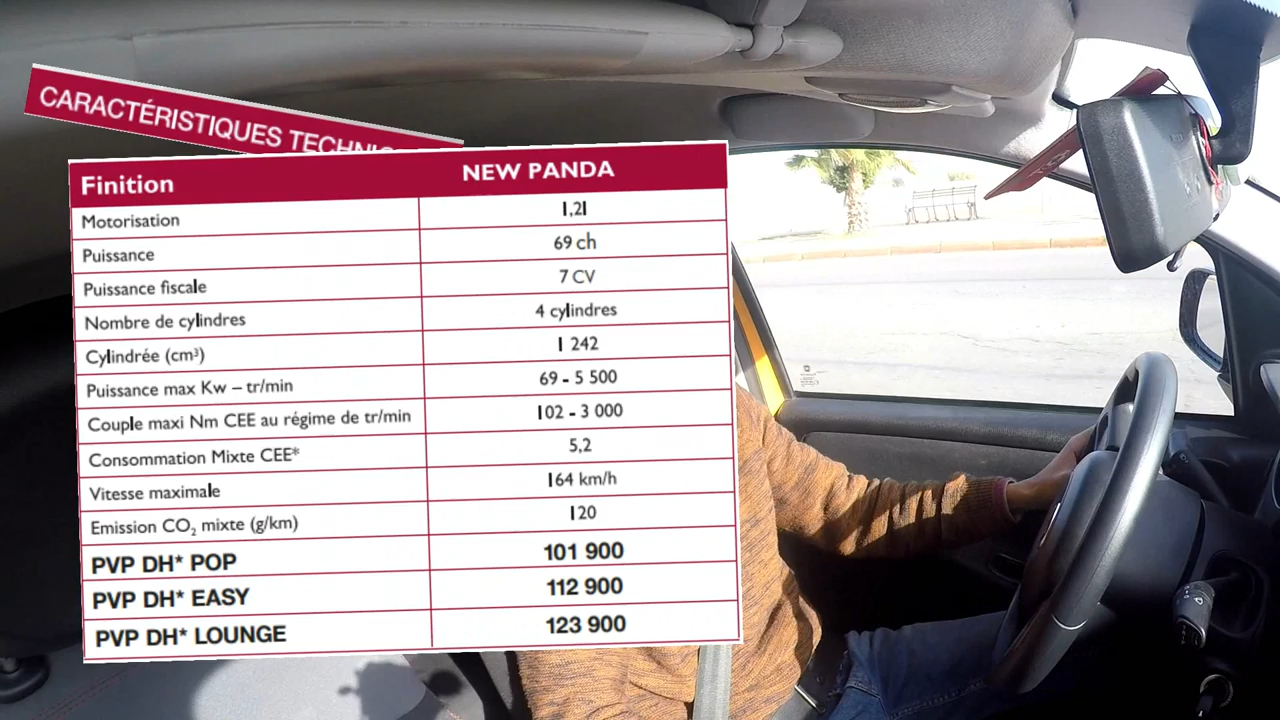 CARACTÉRISTIQUES TECHNI
Finition NEW PANDA
Motorisation 1,2l
Puissance 69 ch
Puissance fiscale 7 CV
Nombre de cylindres 4 cylindres
Cylindrée (cm³) 1 242
Puissance max Kw – tr/min 69 - 5 500
Couple maxi Nm CEE au régime de tr/min 102 - 3 000
Consommation Mixte CEE* 5,2
Vitesse maximale 164 km/h
Emission CO₂ mixte (g/km) 120
PVP DH* POP 101 900
PVP DH* EASY 112 900
PVP DH* LOUNGE 123 900